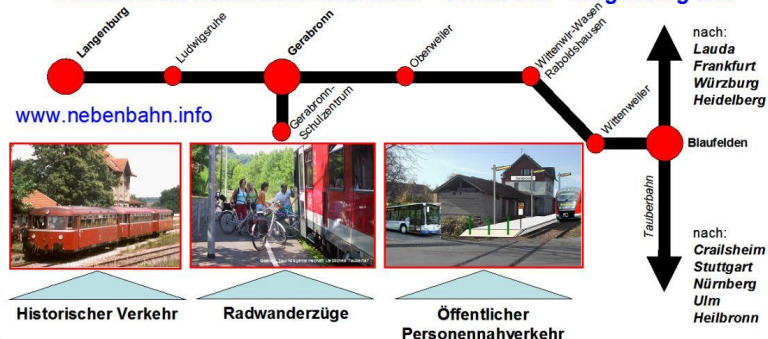 Langenburg
Ludwigsruhe
Gerabronn
Oberweiler
Wittenwir-Wasen
Raboldshausen
nach:
Lauda
Frankfurt
Würzburg
Heidelberg
www.nebenbahn.info
Gerabronn-
Schulzentrum
Wittenweiler
Blaufelden
Tauberbahn
nach:
Crailsheim
Stuttgart
Nürnberg
Ulm
Heilbronn
Historischer Verkehr
Radwanderzüge
Öffentlicher
Personennahverkehr